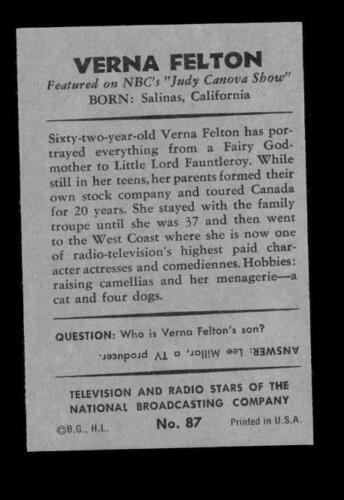 VERNA FELTON
Featured on NBC's "Judy Canova Show"
BORN: Salinas, California
Sixty-two-year-old Verna Felton has por-
trayed everything from a Fairy God-
mother to Little Lord Fauntleroy. While
still in her teens, her parents formed their
own stock company and toured Canada
for 20 years. She stayed with the family
troupe until she was 37 and then went
to the West Coast where she is now one
of radio-television's highest paid char-
acter actresses and comediennes. Hobbies:
raising camellias and her menagerie—a
cat and four dogs.
QUESTION: Who is Verna Felton's son?
ANSWER: Lee Millar, a TV producer.
TELEVISION AND RADIO STARS OF THE
NATIONAL BROADCASTING COMPANY
©B.G., H.L. No. 87 Printed in U.S.A.